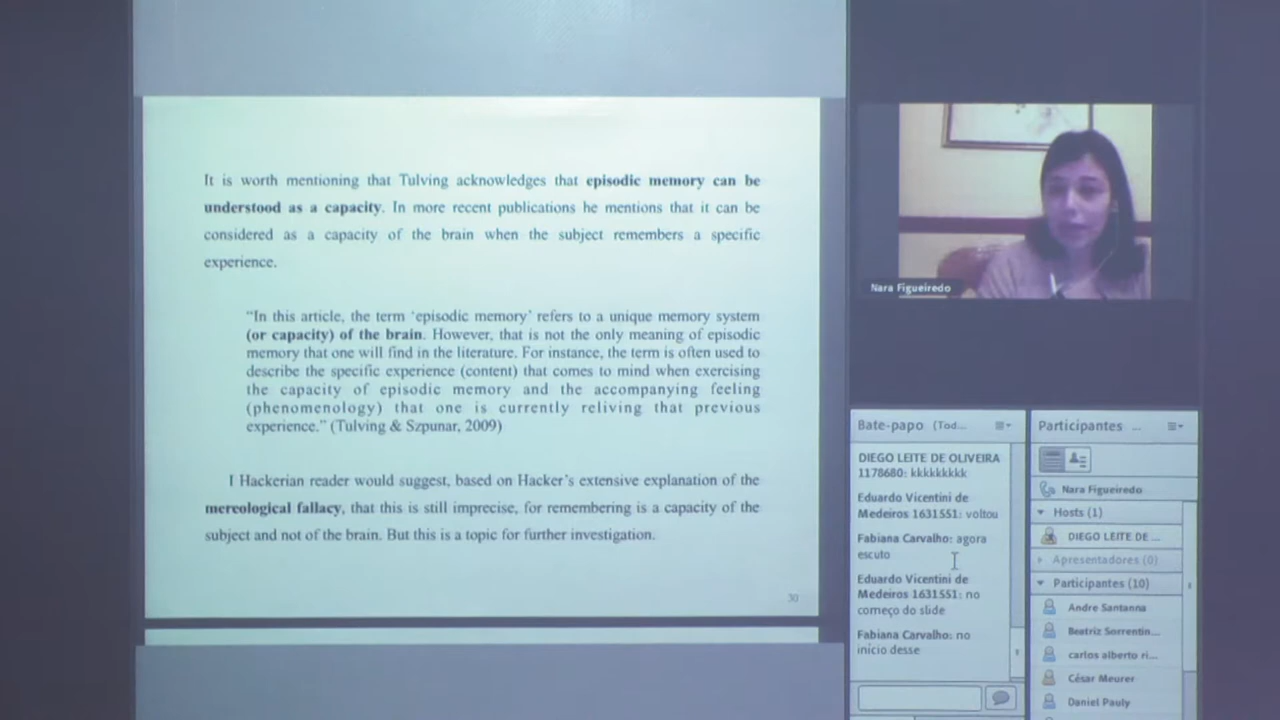 It is worth mentioning that Tulving acknowledges that episodic memory can be
understood as a capacity. In more recent publications he mentions that it can be
considered as a capacity of the brain when the subject remembers a specific
experience.
“In this article, the term ‘episodic memory’ refers to a unique memory system
(or capacity) of the brain. However, that is not the only meaning of episodic
memory that one will find in the literature. For instance, the term is often used to
describe the specific experience (content) that comes to mind when exercising
the capacity of episodic memory and the accompanying feeling
(phenomenology) that one is currently reliving that previous
experience.” (Tulving & Szpunar, 2009)
I Hackerian reader would suggest, based on Hacker’s extensive explanation of the
mereological fallacy, that this is still imprecise, for remembering is a capacity of the
subject and not of the brain. But this is a topic for further investigation.
30
Nara Figueiredo
Bate-papo (Tod...
DIEGO LEITE DE OLIVEIRA
1178680: kkkkkkkkk
Eduardo Vicentini de
Medeiros 1631551: voltou
Fabiana Carvalho: agora
escuto
Eduardo Vicentini de
Medeiros 1631551: no
começo do slide
Fabiana Carvalho: no
início desse
Participantes ...
Nara Figueiredo
Hosts (1)
DIEGO LEITE DE ...
Apresentadores (0)
Participantes (10)
Andre Santanna
Beatriz Sorrentin...
carlos alberto ri...
César Meurer
Daniel Pauly